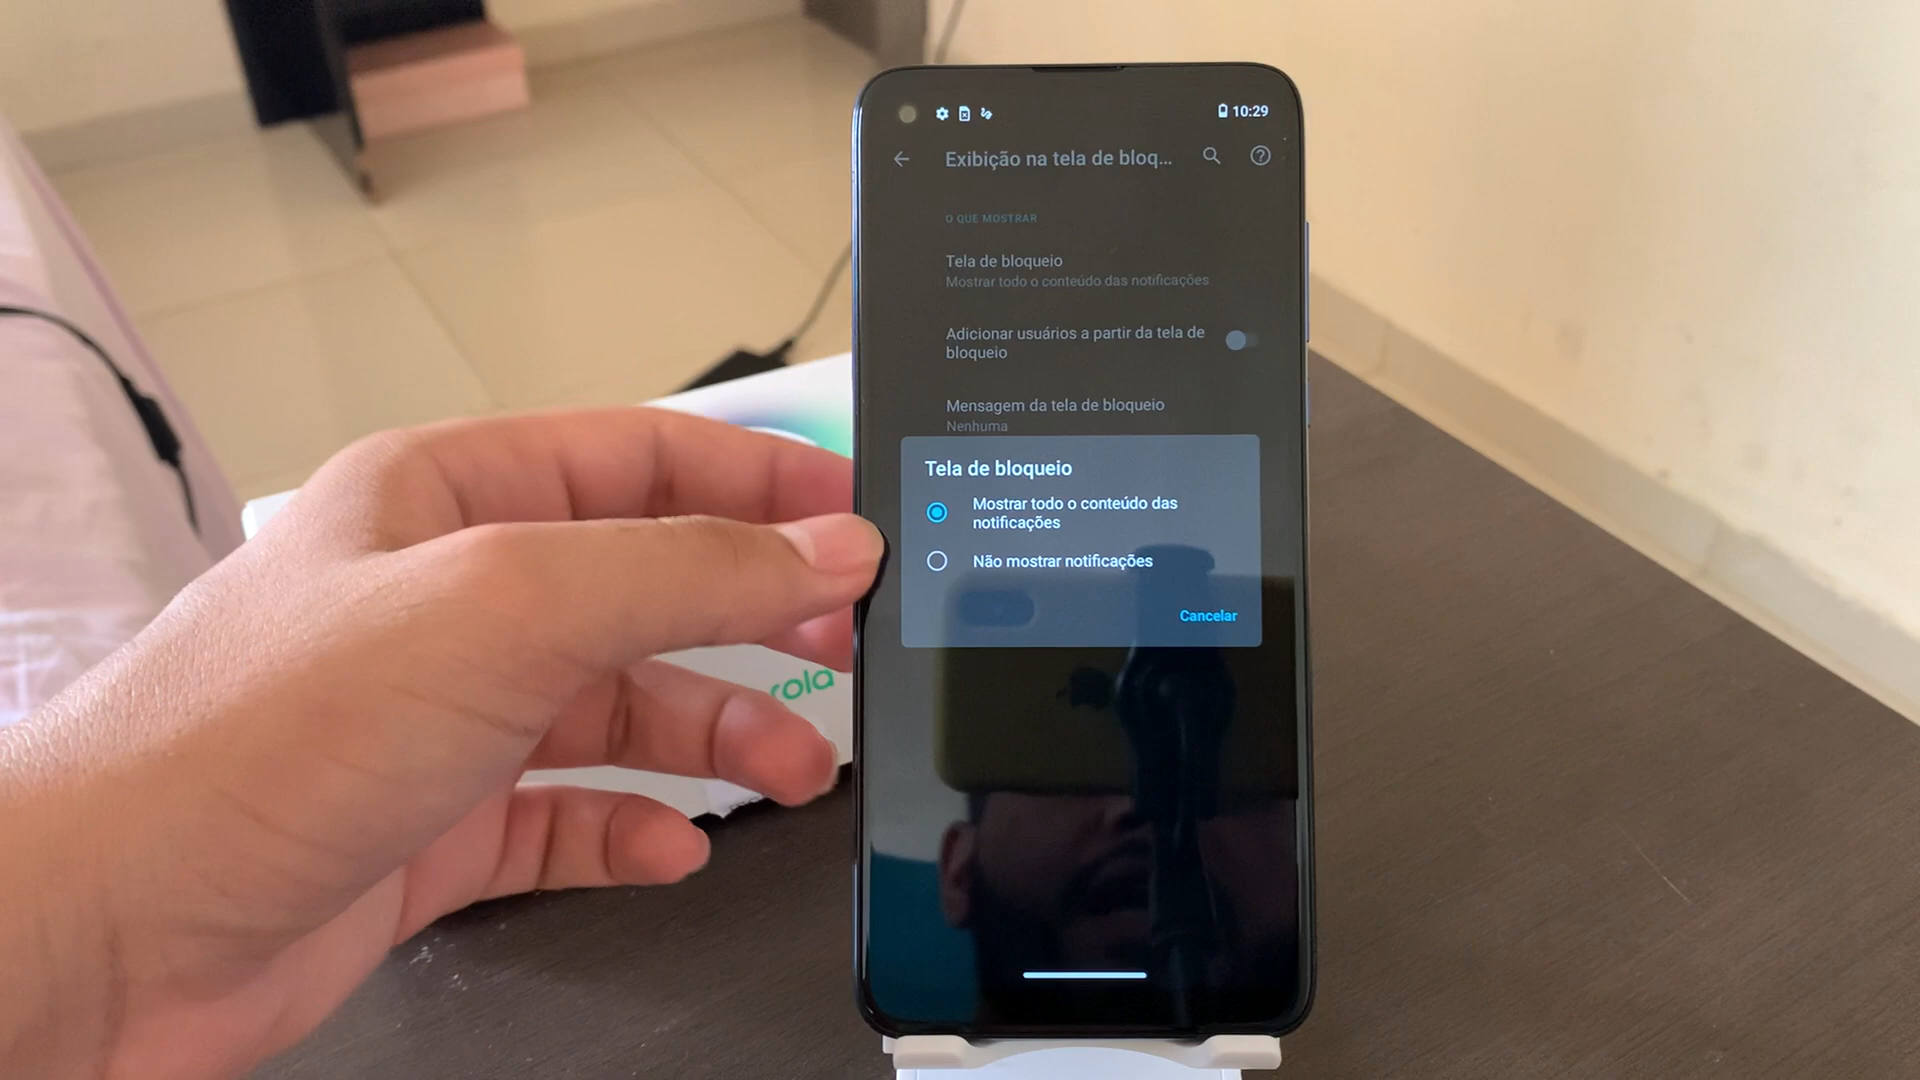 10:29
Exibição na tela de bloq...
O QUE MOSTRAR
Tela de bloqueio
Mostrar todo o conteúdo das notificações
Adicionar usuários a partir da tela de
bloqueio
Mensagem da tela de bloqueio
Nenhuma
Tela de bloqueio
Mostrar todo o conteúdo das
notificações
Não mostrar notificações
Cancelar
rola